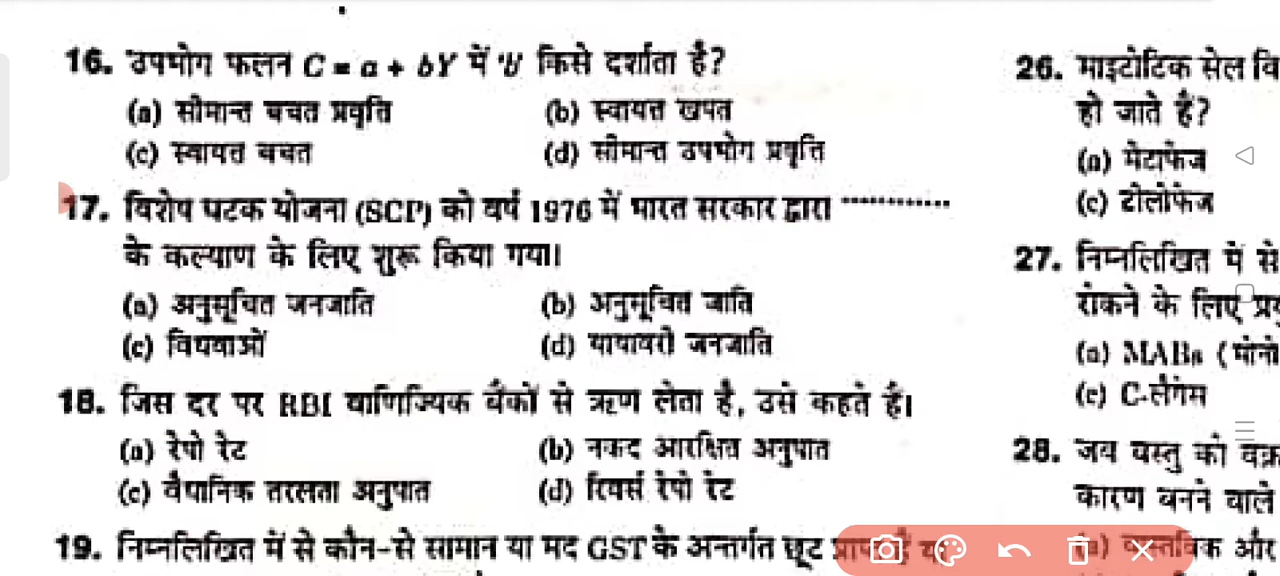 16. उपभोग फलन C = a + bY में 'b' किसे दर्शाता है?
(a) सीमान्त बचत प्रवृति
(b) स्वायत्त खपत
(c) स्वायत्त बचत
(d) सीमान्त उपभोग प्रवृत्ति
17. विशेष घटक योजना (SCP) को वर्ष 1976 में भारत सरकार द्वारा ............
के कल्याण के लिए शुरू किया गया।
(a) अनुसूचित जनजाति
(b) अनुसूचित जाति
(c) विधवाओं
(d) यायावरी जनजाति
18. जिस दर पर RBI वाणिज्यिक बैंकों से ऋण लेता है, उसे कहते हैं।
(a) रेपो रेट
(b) नकद आरक्षित अनुपात
(c) वैधानिक तरलता अनुपात
(d) रिवर्स रेपो रेट
19. निम्नलिखित में से कौन-से सामान या मद GST के अन्तर्गत छूट
26. माइटोटिक सेल
हो जाते हैं?
(a) मेटाफेज
(c) टीलोफेज
27. निम्नलिखित में से
रोकने के लिए
(a) MABs
(c) C-लैगेम
28. जब वस्तु को
कारण बनने वाले
और